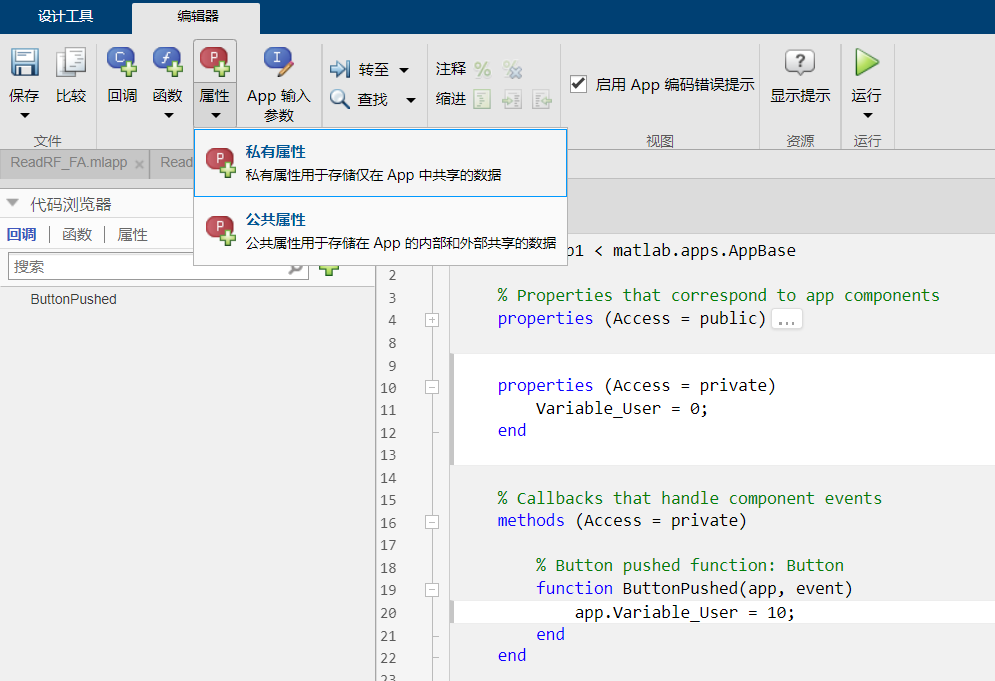 设计工具 编辑器
保存 比较 回调 函数 属性 App 输入参数
转至
查找
注释
缩进
启用 App 编码错误提示
显示提示 运行
文件 视图 资源 运行
私有属性
私有属性用于存储仅在 App 中共享的数据
公共属性
公共属性用于存储在 App 的内部和外部共享的数据
ReadRF_FA.mlapp × Read
代码浏览器
回调 函数 属性
搜索
ButtonPushed
p1 < matlab.apps.AppBase
2
3 % Properties that correspond to app components
4 properties (Access = public) ...
8
9
10 properties (Access = private)
11 Variable_User = 0;
12 end
13
14
15 % Callbacks that handle component events
16 methods (Access = private)
17
18 % Button pushed function: Button
19 function ButtonPushed(app, event)
20 app.Variable_User = 10;
21 end
22 end
23